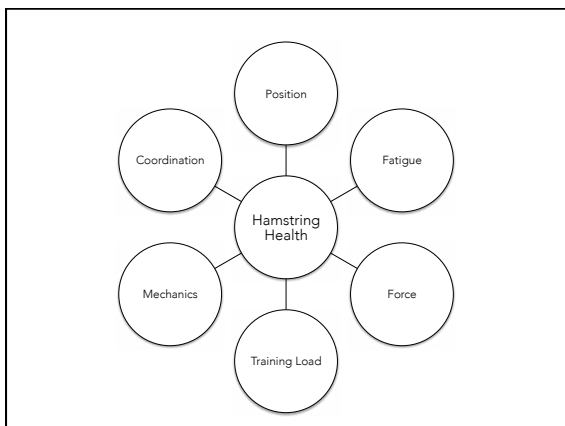 Position
Coordination
Fatigue
Hamstring
Health
Mechanics
Force
Training Load